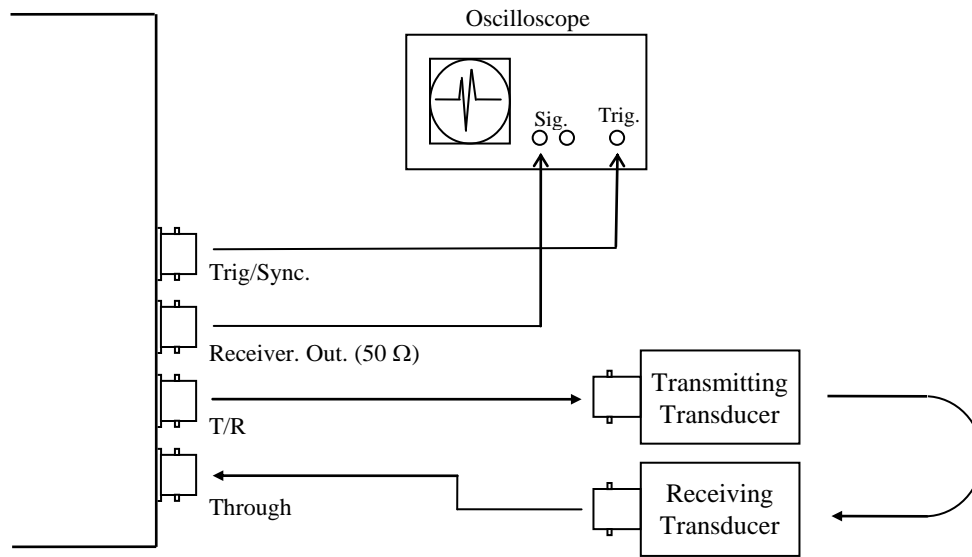 Oscilloscope
Sig.
Trig.
Trig/Sync.
Receiver. Out. (50 Ω)
T/R
Through
Transmitting
Transducer
Receiving
Transducer